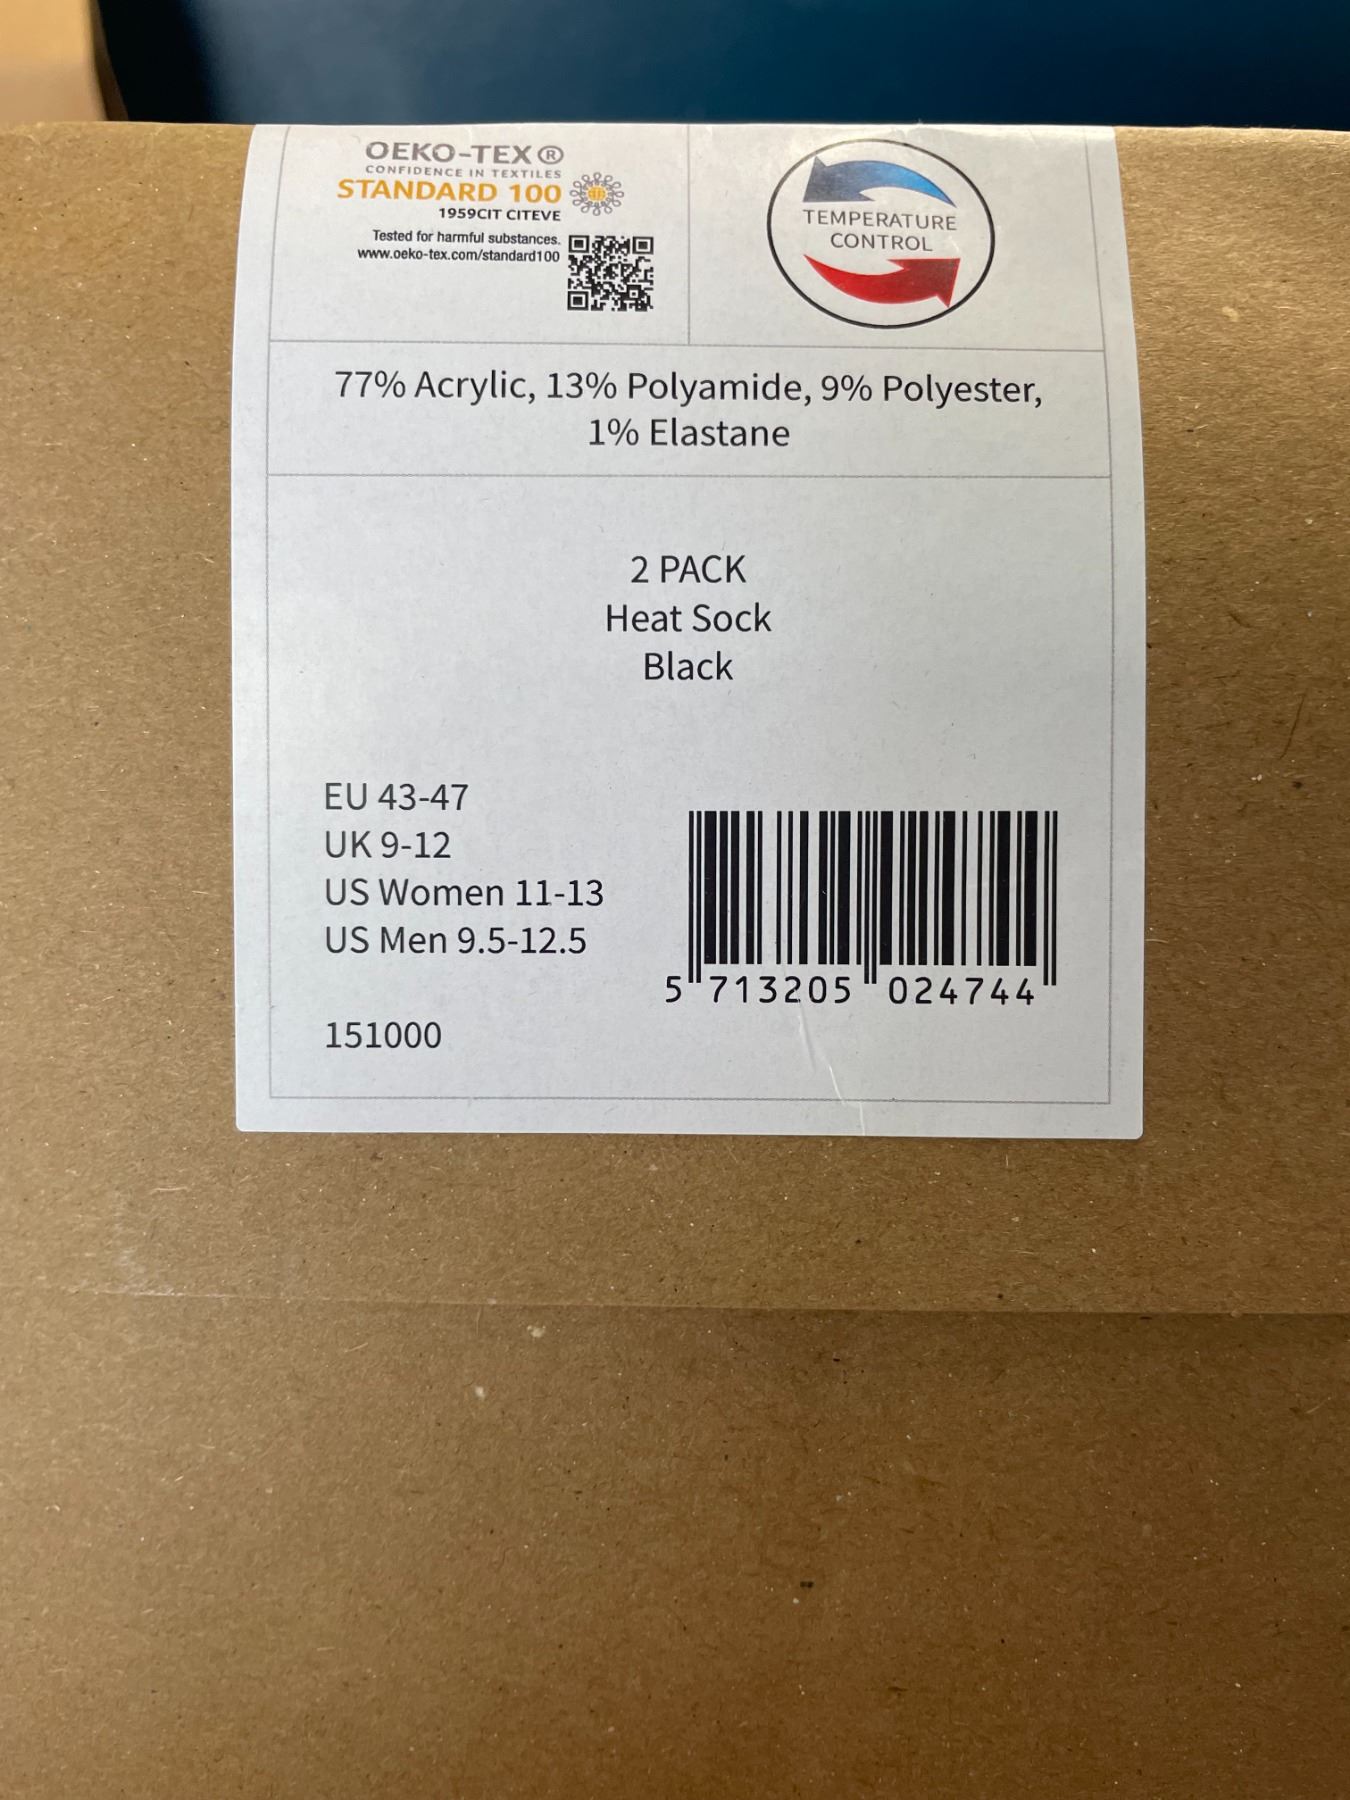 OEKO-TEX®
CONFIDENCE IN TEXTILES
STANDARD 100
1959CIT CITEVE
Tested for harmful substances.
www.oeko-tex.com/standard100
TEMPERATURE
CONTROL
77% Acrylic, 13% Polyamide, 9% Polyester,
1% Elastane
2 PACK
Heat Sock
Black
EU 43-47
UK 9-12
US Women 11-13
US Men 9.5-12.5
5 713205 024744
151000